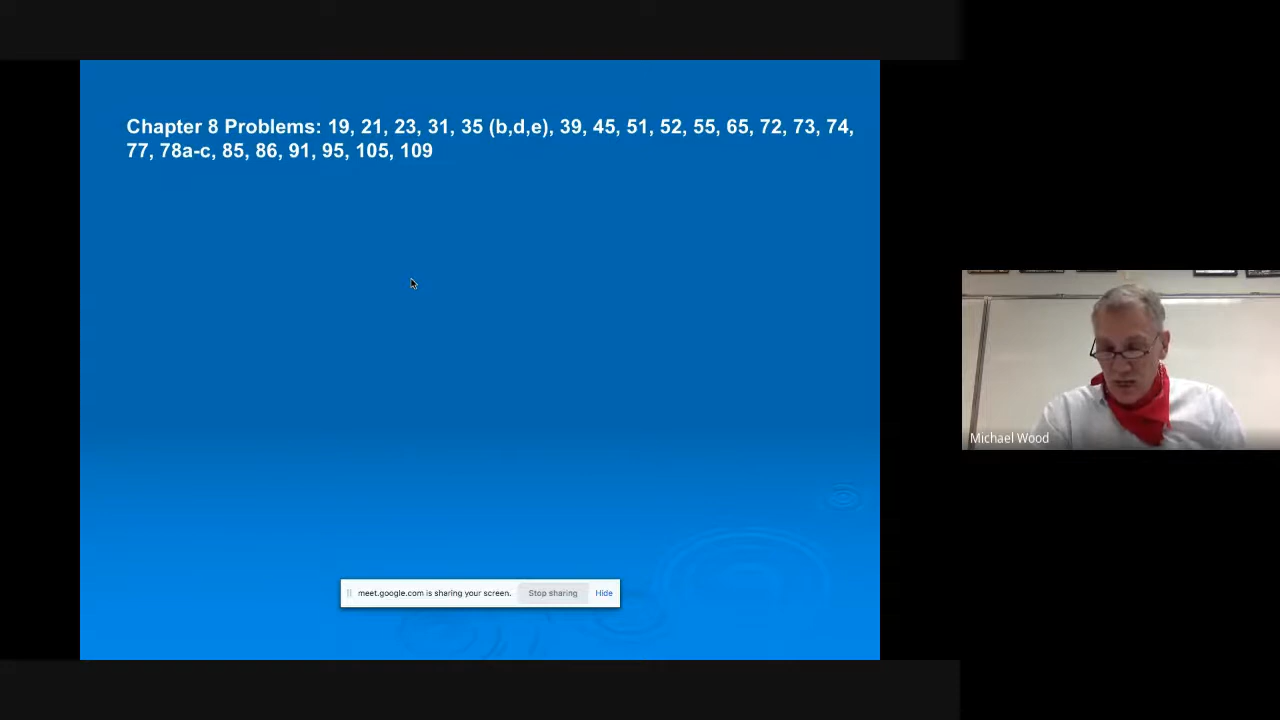 Chapter 8 Problems: 19, 21, 23, 31, 35 (b,d,e), 39, 45, 51, 52, 55, 65, 72, 73, 74,
77, 78a-c, 85, 86, 91, 95, 105, 109
Michael Wood
meet.google.com is sharing your screen. Stop sharing Hide